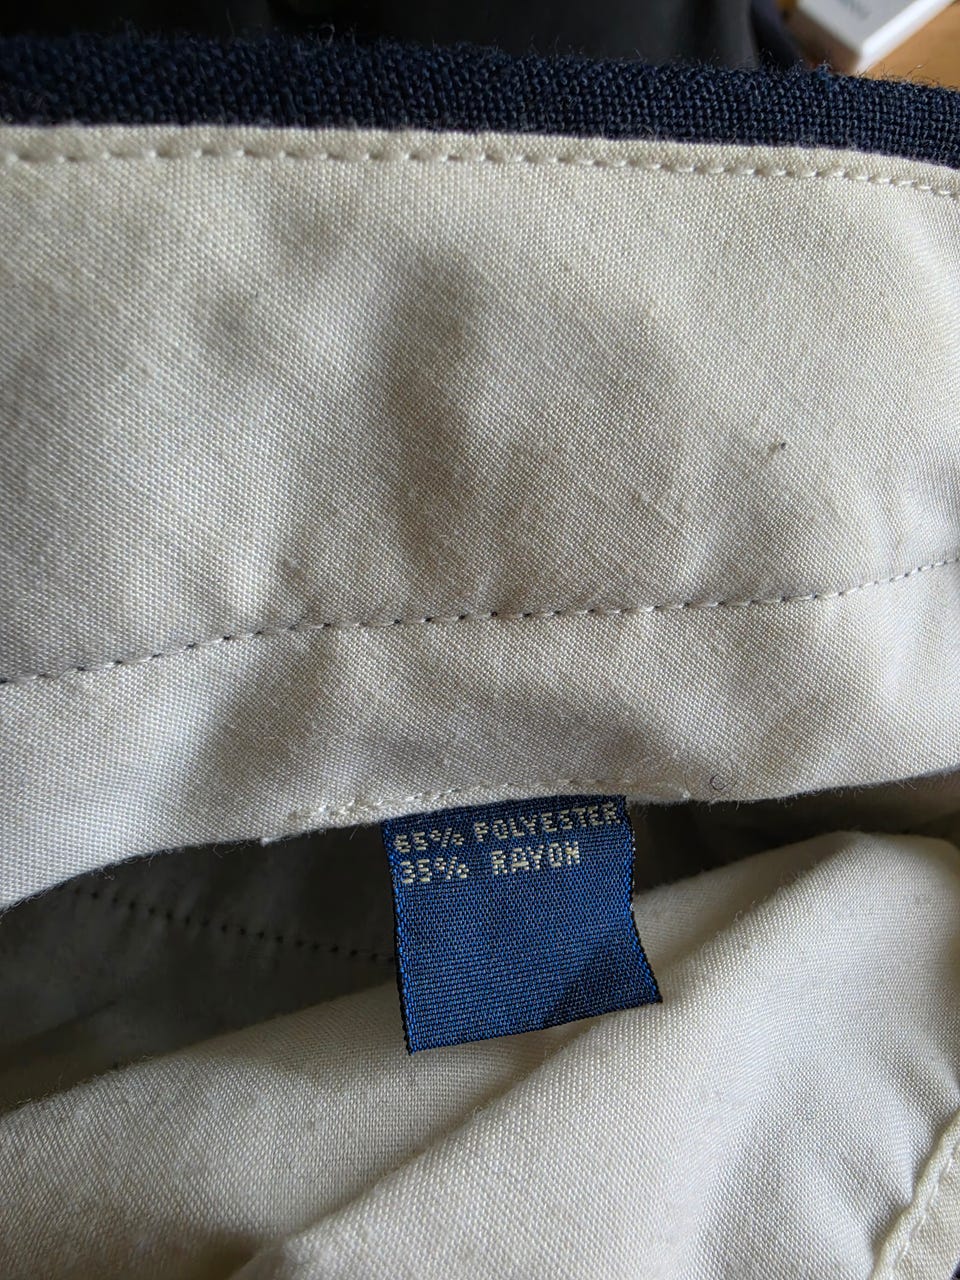 65% POLYESTER
35% RAYON